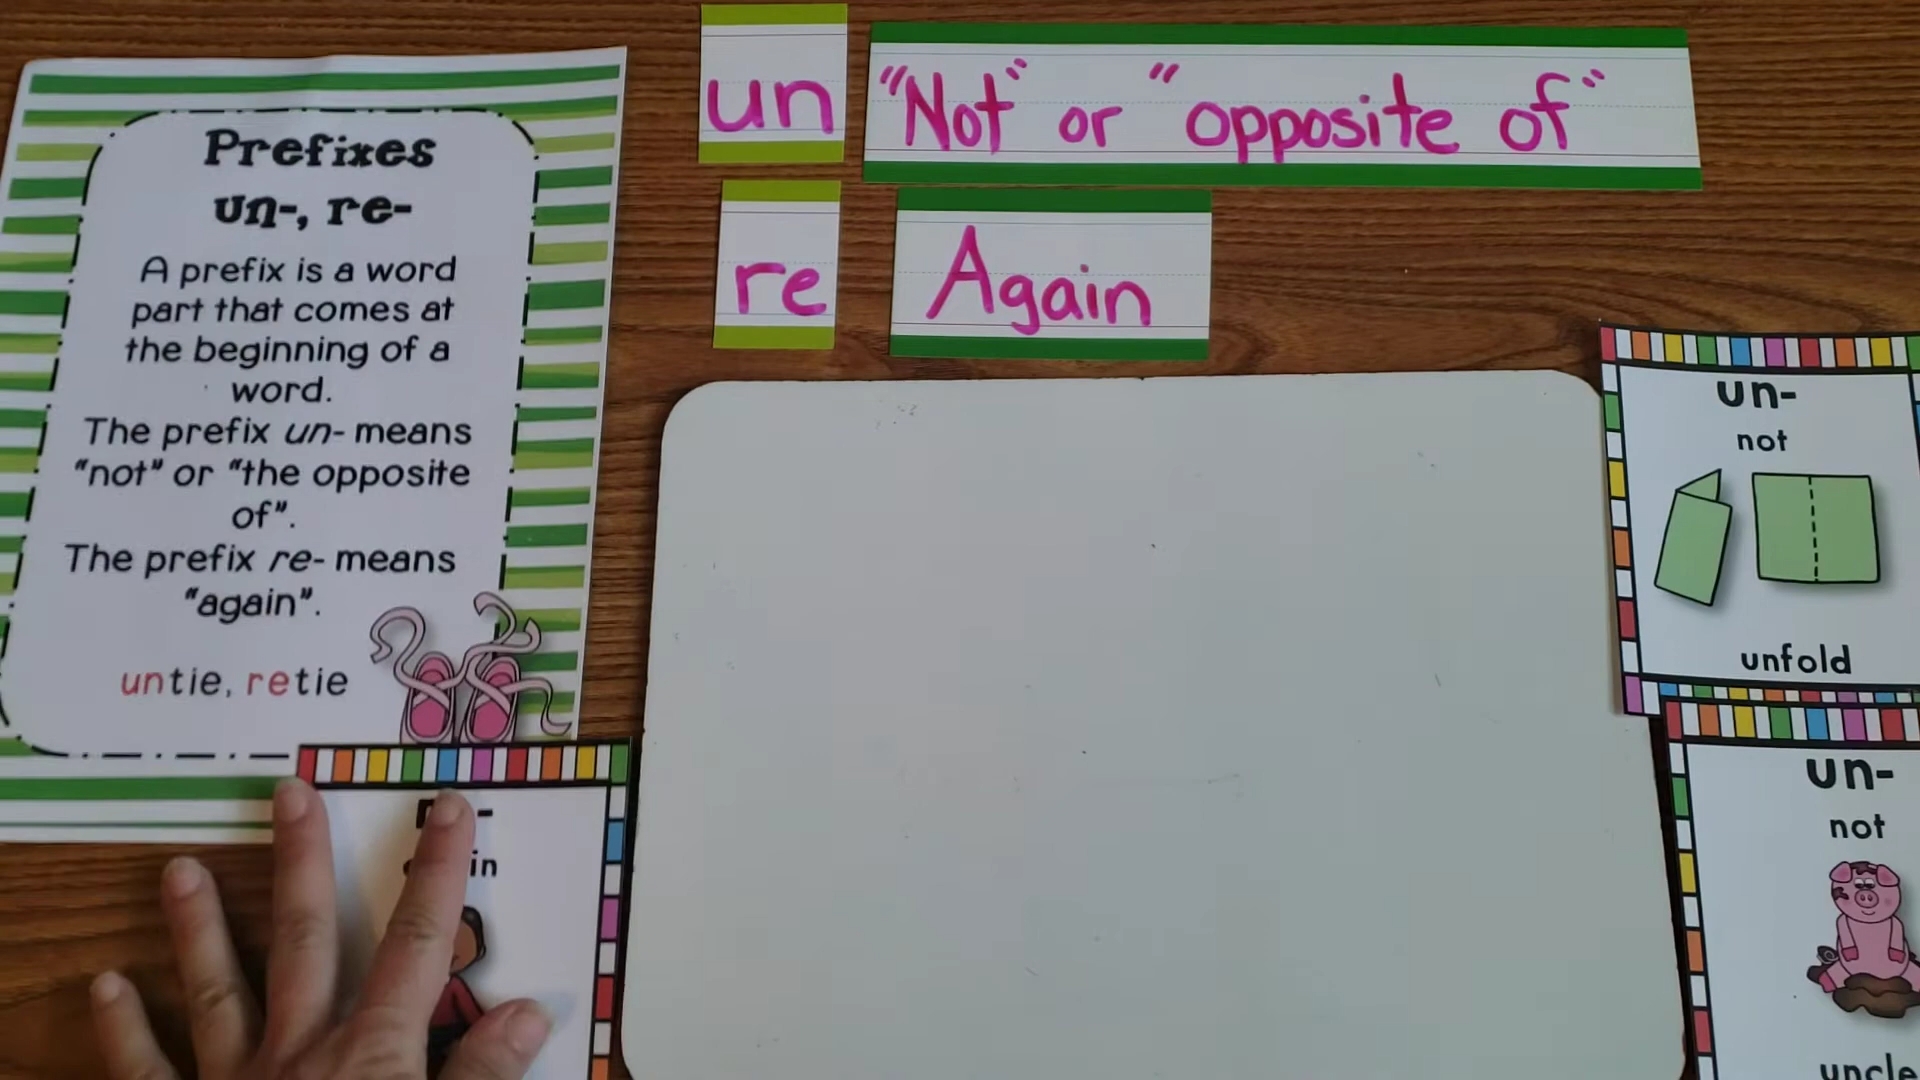 Prefixes
un-, re-
A prefix is a word
part that comes at
the beginning of a
word.
The prefix un- means
"not" or "the opposite
of".
The prefix re- means
"again".
untie, retie
un
"Not" or "opposite of"
re
Again
un-
not
unfold
un-
not